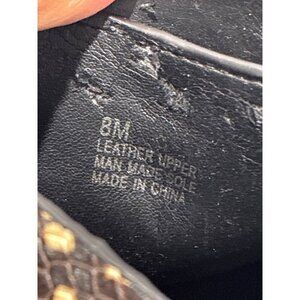 8M
LEATHER UPPER
MAN MADE SOLE
MADE IN CHINA